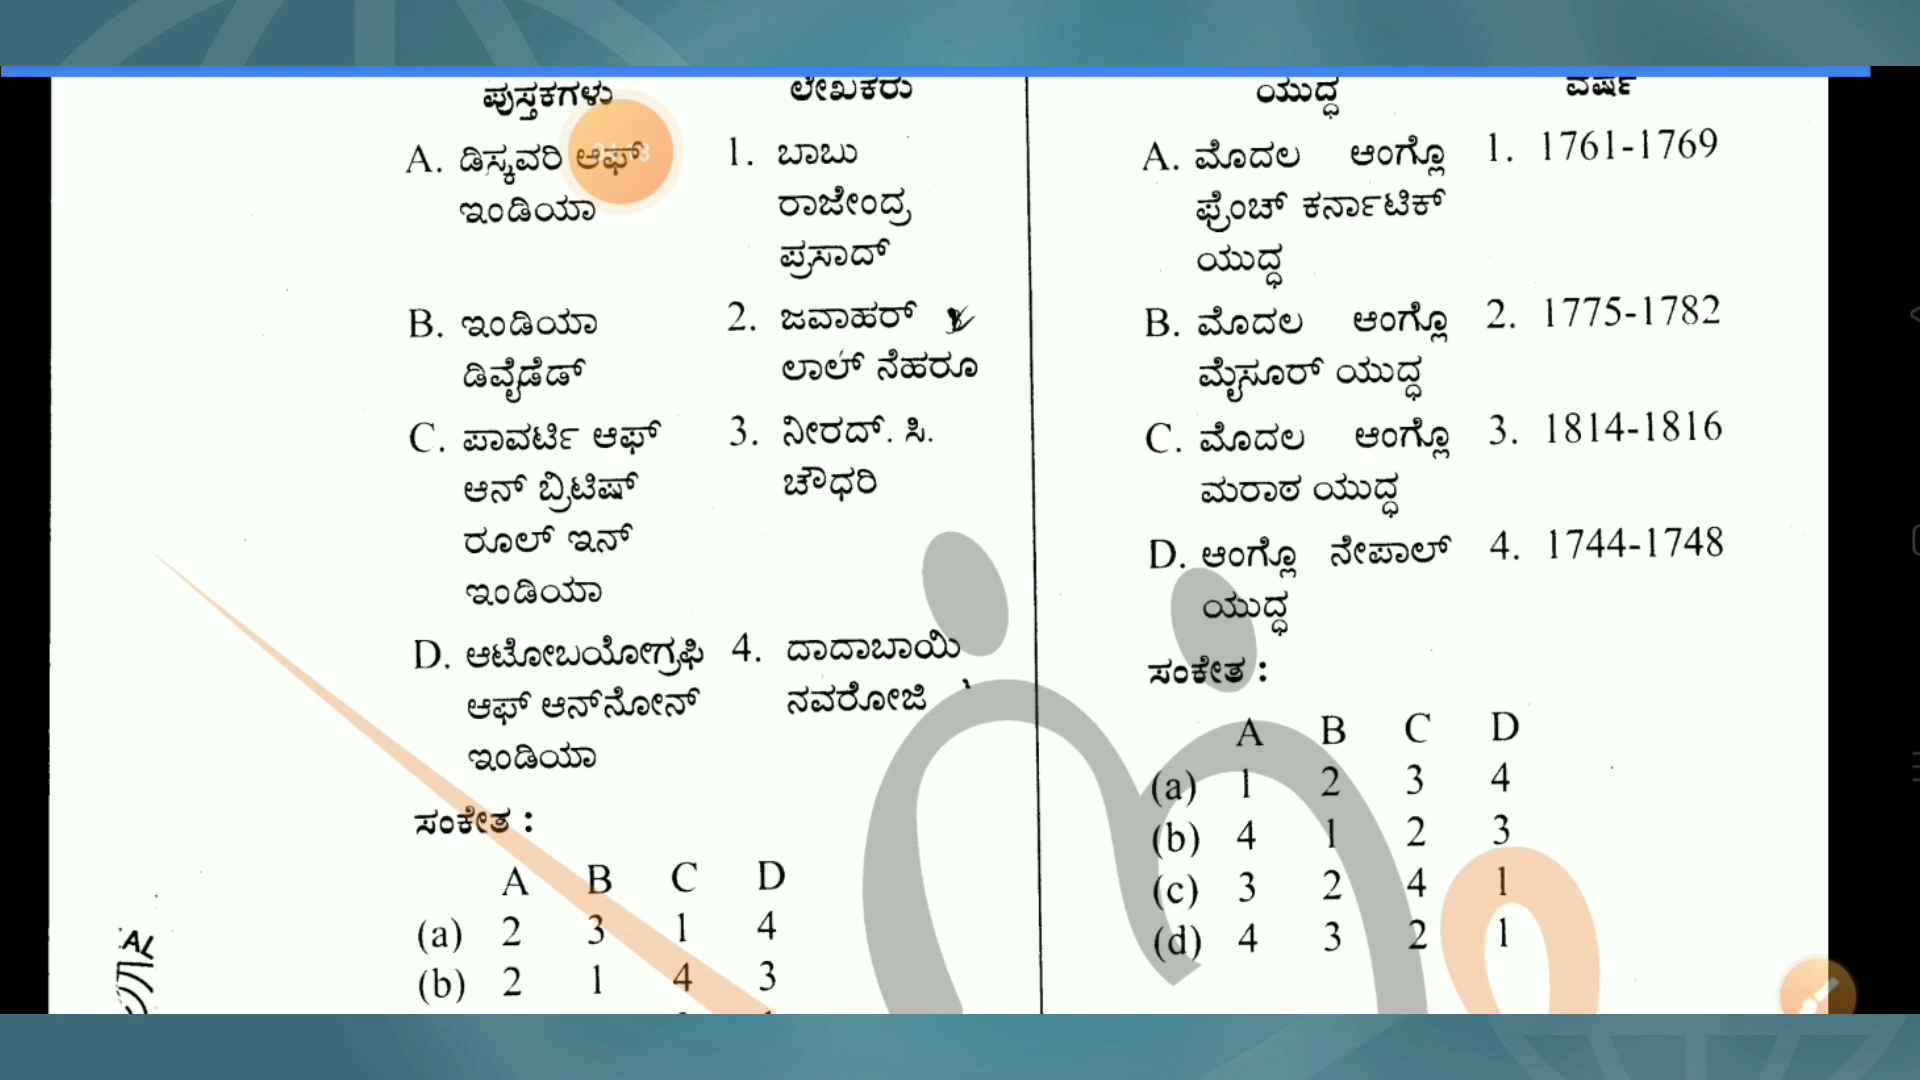 ಪುಸ್ತಕಗಳು ಲೇಖಕರು
A. ಡಿಸ್ಕವರಿ ಆಫ್ 1. ಬಾಬು
ಇಂಡಿಯಾ ರಾಜೇಂದ್ರ
ಪ್ರಸಾದ್
B. ಇಂಡಿಯಾ 2. ಜವಾಹರ್
ಡಿವೈಡೆಡ್ ಲಾಲ್ ನೆಹರೂ
C. ಪಾವರ್ಟಿ ಆಫ್ 3. ನೀರದ್. ಸಿ.
ಆನ್ ಬ್ರಿಟಿಷ್ ಚೌಧರಿ
ರೂಲ್ ಇನ್
ಇಂಡಿಯಾ
D. ಆಟೋಬಯೋಗ್ರಫಿ 4. ದಾದಾಬಾಯಿ
ಆಫ್ ಆನ್‌ನೋನ್ ನವರೋಜಿ
ಇಂಡಿಯಾ
ಸಂಕೇತ :
A B C D
(a) 2 3 1 4
(b) 2 1 4 3
ಯುದ್ಧ ವರ್ಷ
A. ಮೊದಲ ಆಂಗ್ಲೊ 1. 1761-1769
ಫ್ರೆಂಚ್ ಕರ್ನಾಟಿಕ್
ಯುದ್ಧ
B. ಮೊದಲ ಆಂಗ್ಲೊ 2. 1775-1782
ಮೈಸೂರ್ ಯುದ್ಧ
C. ಮೊದಲ ಆಂಗ್ಲೊ 3. 1814-1816
ಮರಾಠ ಯುದ್ಧ
D. ಆಂಗ್ಲೊ ನೇಪಾಲ್ 4. 1744-1748
ಯುದ್ಧ
ಸಂಕೇತ :
A B C D
(a) 1 2 3 4
(b) 4 1 2 3
(c) 3 2 4 1
(d) 4 3 2 1